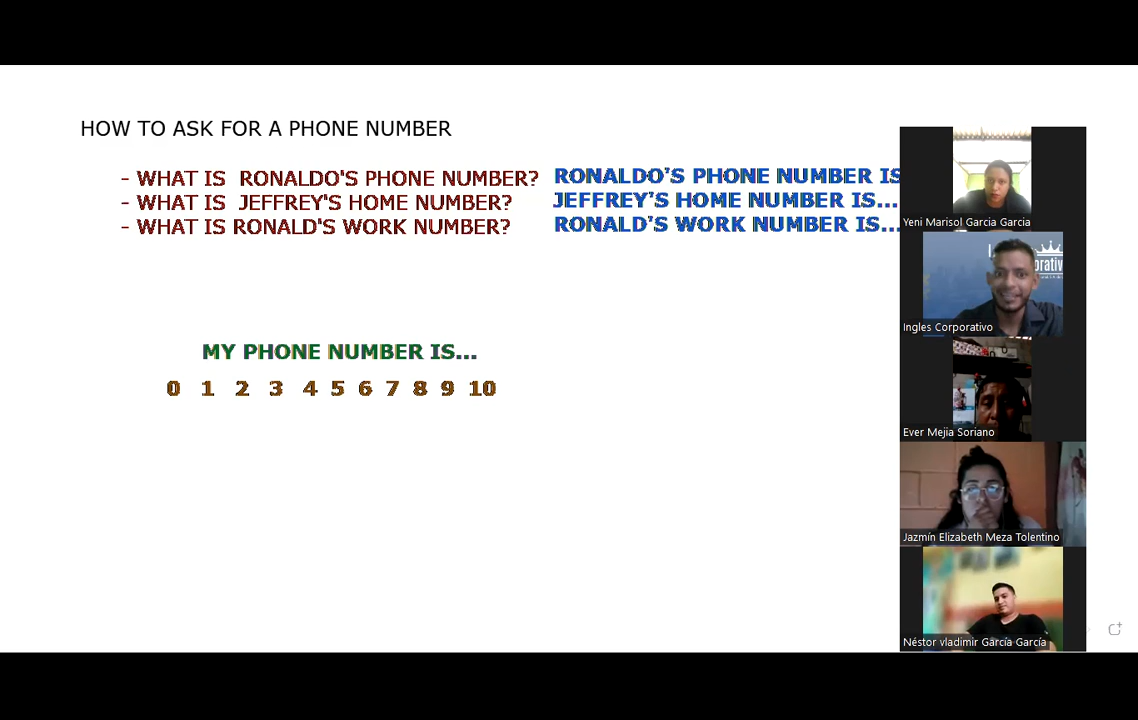 HOW TO ASK FOR A PHONE NUMBER
- WHAT IS RONALDO'S PHONE NUMBER?
- WHAT IS JEFFREY'S HOME NUMBER?
- WHAT IS RONALD'S WORK NUMBER?
RONALDO'S PHONE NUMBER IS
JEFFREY'S HOME NUMBER IS...
RONALD'S WORK NUMBER IS...
MY PHONE NUMBER IS...
0 1 2 3 4 5 6 7 8 9 10
Yeni Marisol Garcia Garcia
Ingles Corporativo
Ever Mejia Soriano
Jazmín Elizabeth Meza Tolentino
Néstor vladimir García García